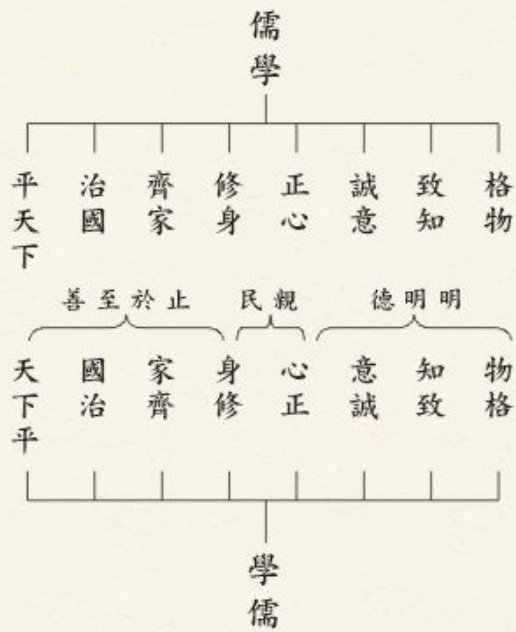 儒學
格物
致知
誠意
正心
修身
齊家
治國
平天下
明明德
親民
止於至善
物格
知致
意誠
心正
身修
家齊
國治
天下平
學儒